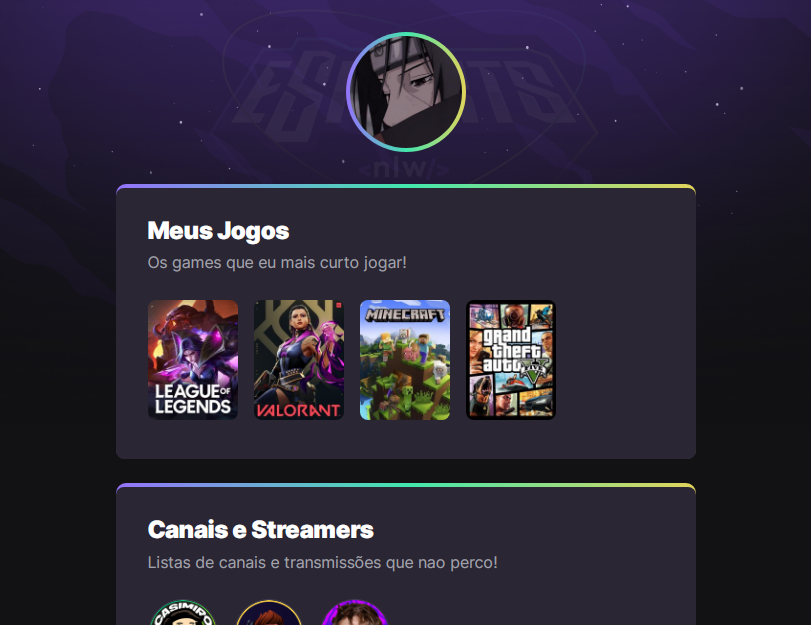 ESPORTS
<nlw/>
Meus Jogos
Os games que eu mais curto jogar!
LEAGUE OF
LEGENDS
VALORANT
MINECRAFT
grand
theft
auto
V
Canais e Streamers
Listas de canais e transmissões que nao perco!
CASIMIRO